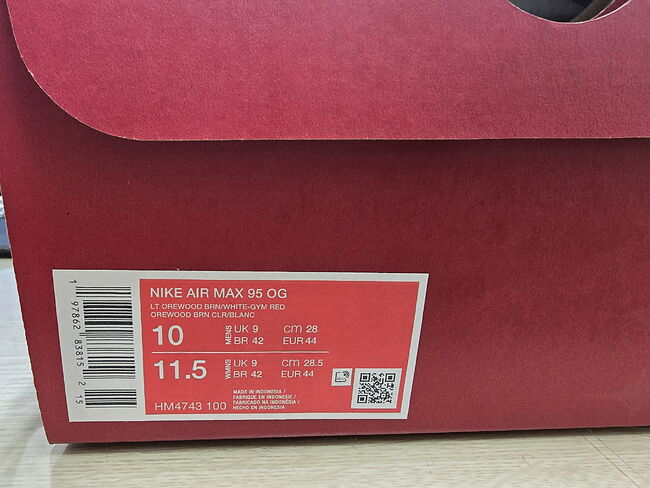 NIKE AIR MAX 95 OG
LT OREWOOD BRN/WHITE-GYM RED
OREWOOD BRN CLR/BLANC
10 MENS UK 9 CM 28
BR 42 EUR 44
11.5 WMNS UK 9 CM 28.5
BR 42 EUR 44
MADE IN INDONESIA /
FABRIQUE EN INDONESIE /
FABRICADO NA INDONESIA /
HECHO EN INDONESIA
HM4743 100
1 97862 83815 2 15